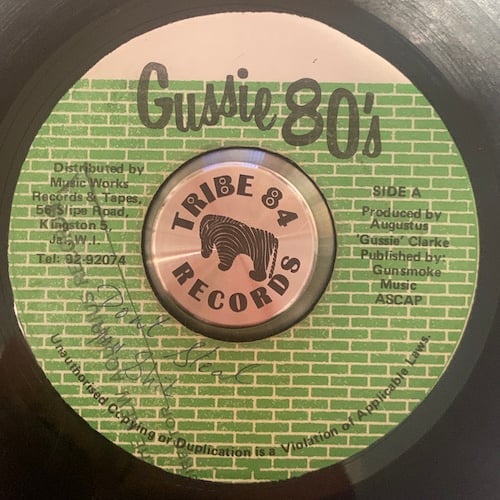 Gussie 80's
Distributed by
Music Works
Records & Tapes,
56 Slipe Road,
Kingston 5,
Ja. W.I.
Tel: 92-92074
TRIBE 84
RECORDS
SIDE A
Produced by
Augustus
'Gussie' Clarke
Published by:
Gunsmoke
Music
ASCAP
Dont Steal
Unauthorised Copying or Duplication is a Violation of Applicable Laws.